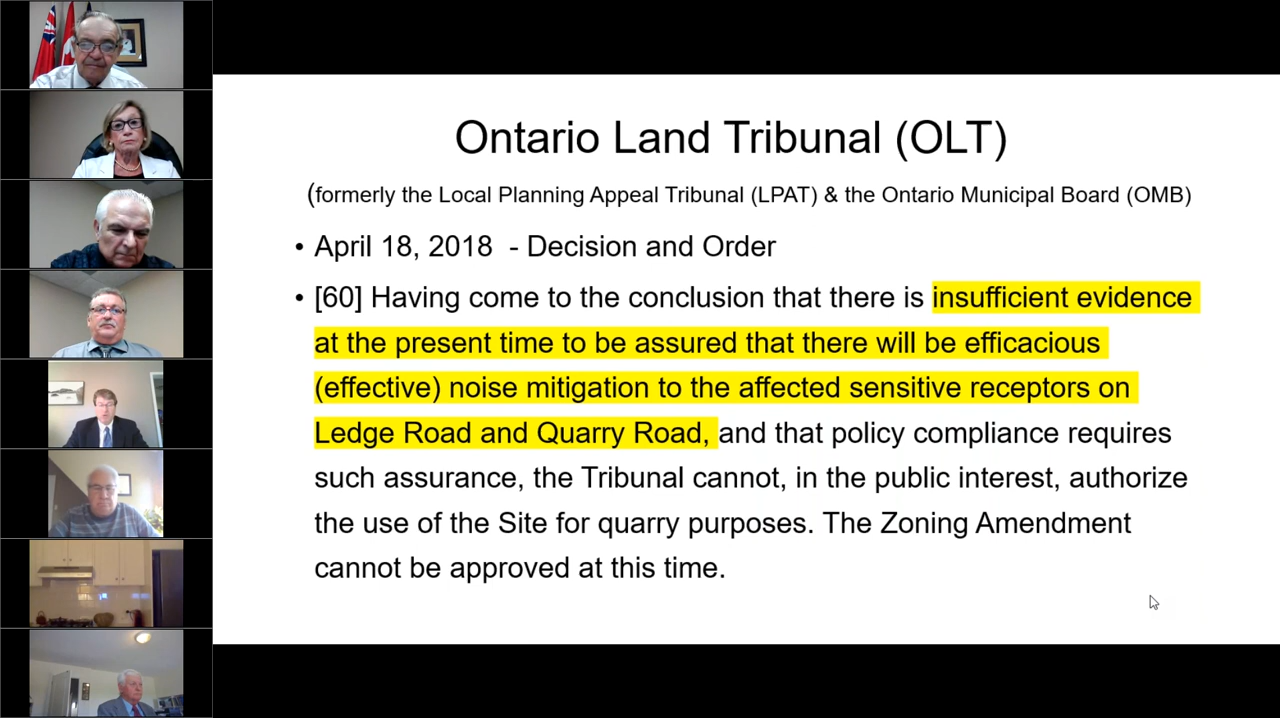 Ontario Land Tribunal (OLT)
(formerly the Local Planning Appeal Tribunal (LPAT) & the Ontario Municipal Board (OMB)
• April 18, 2018 - Decision and Order
• [60] Having come to the conclusion that there is insufficient evidence
at the present time to be assured that there will be efficacious
(effective) noise mitigation to the affected sensitive receptors on
Ledge Road and Quarry Road, and that policy compliance requires
such assurance, the Tribunal cannot, in the public interest, authorize
the use of the Site for quarry purposes. The Zoning Amendment
cannot be approved at this time.